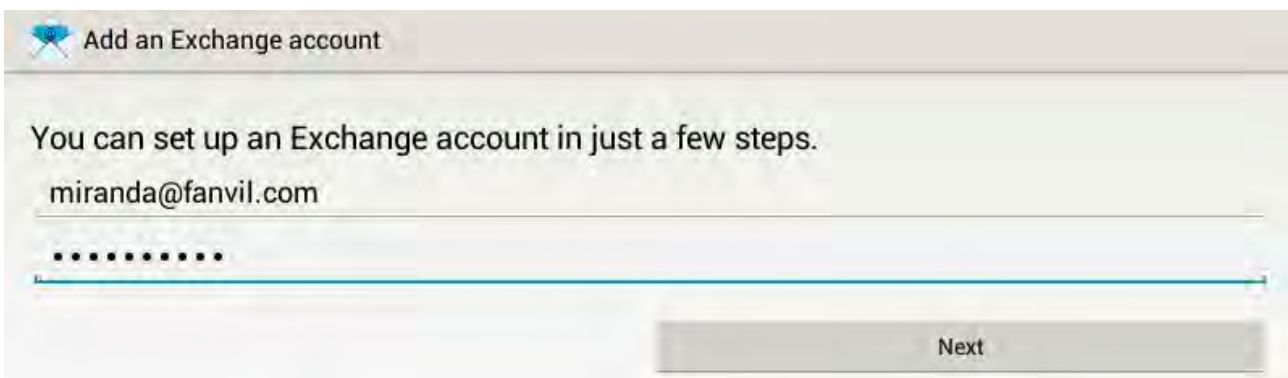 Add an Exchange account
You can set up an Exchange account in just a few steps.
miranda@fanvil.com
••••••••••
Next